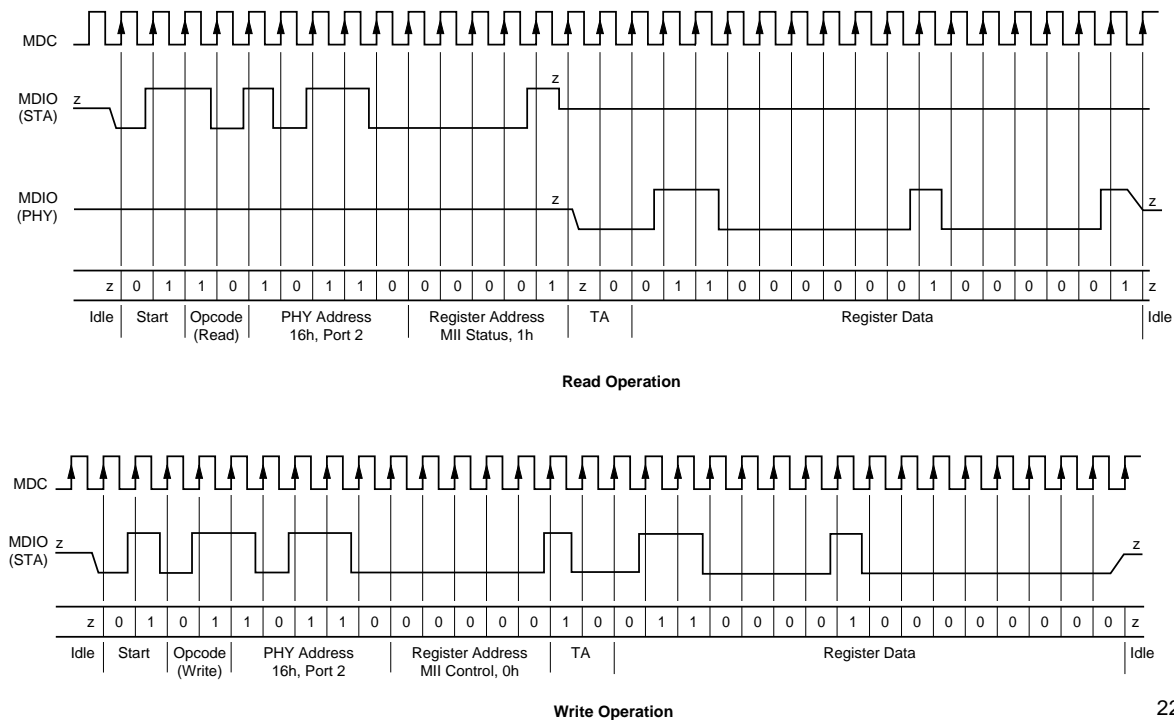 MDC
z
MDIO
(STA)
z
MDIO
(PHY)
z
z
z 0 1 1 0 1 0 1 1 0 0 0 0 0 1 z 0 0 1 1 0 0 0 0 0 0 1 0 0 0 0 0 1 z
Idle Start Opcode (Read) PHY Address 16h, Port 2 Register Address MII Status, 1h TA Register Data Idle
Read Operation
MDC
MDIO
(STA)
z
z
z 0 1 0 1 1 0 1 1 0 0 0 0 0 0 1 0 0 1 1 0 0 0 0 1 0 0 0 0 0 0 0 0 z
Idle Start Opcode (Write) PHY Address 16h, Port 2 Register Address MII Control, 0h TA Register Data Idle
Write Operation